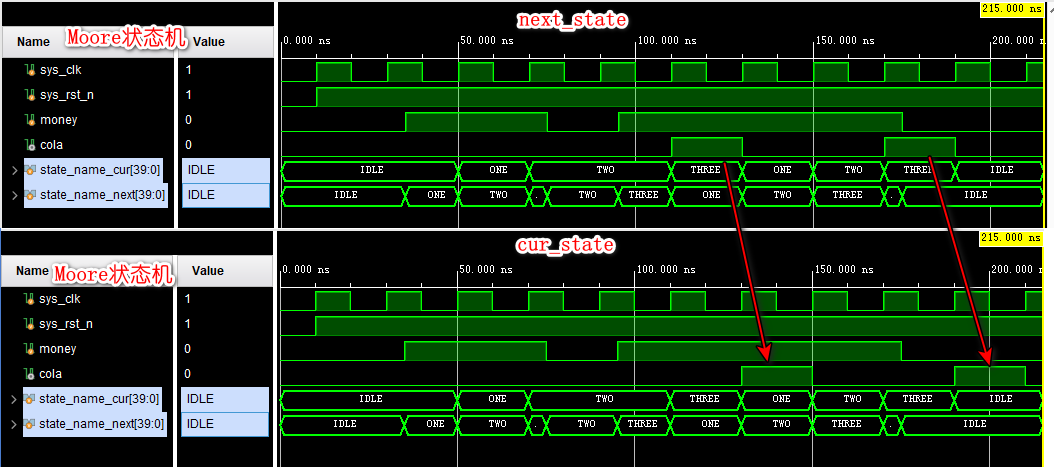 215.000 ns
next_state
Name Moore状态机 Value
0.000 ns 50.000 ns 100.000 ns 150.000 ns 200.000 ns
sys_clk 1
sys_rst_n 1
money 0
cola 0
state_name_cur[39:0] IDLE IDLE ONE TWO THREE ONE TWO THREE IDLE
state_name_next[39:0] IDLE IDLE ONE TWO . TWO THREE ONE TWO THREE . IDLE
215.000 ns
cur_state
Name Moore状态机 Value
0.000 ns 50.000 ns 100.000 ns 150.000 ns 200.000 ns
sys_clk 1
sys_rst_n 1
money 0
cola 0
state_name_cur[39:0] IDLE IDLE ONE TWO THREE ONE TWO THREE IDLE
state_name_next[39:0] IDLE IDLE ONE TWO . TWO THREE ONE TWO THREE . IDLE